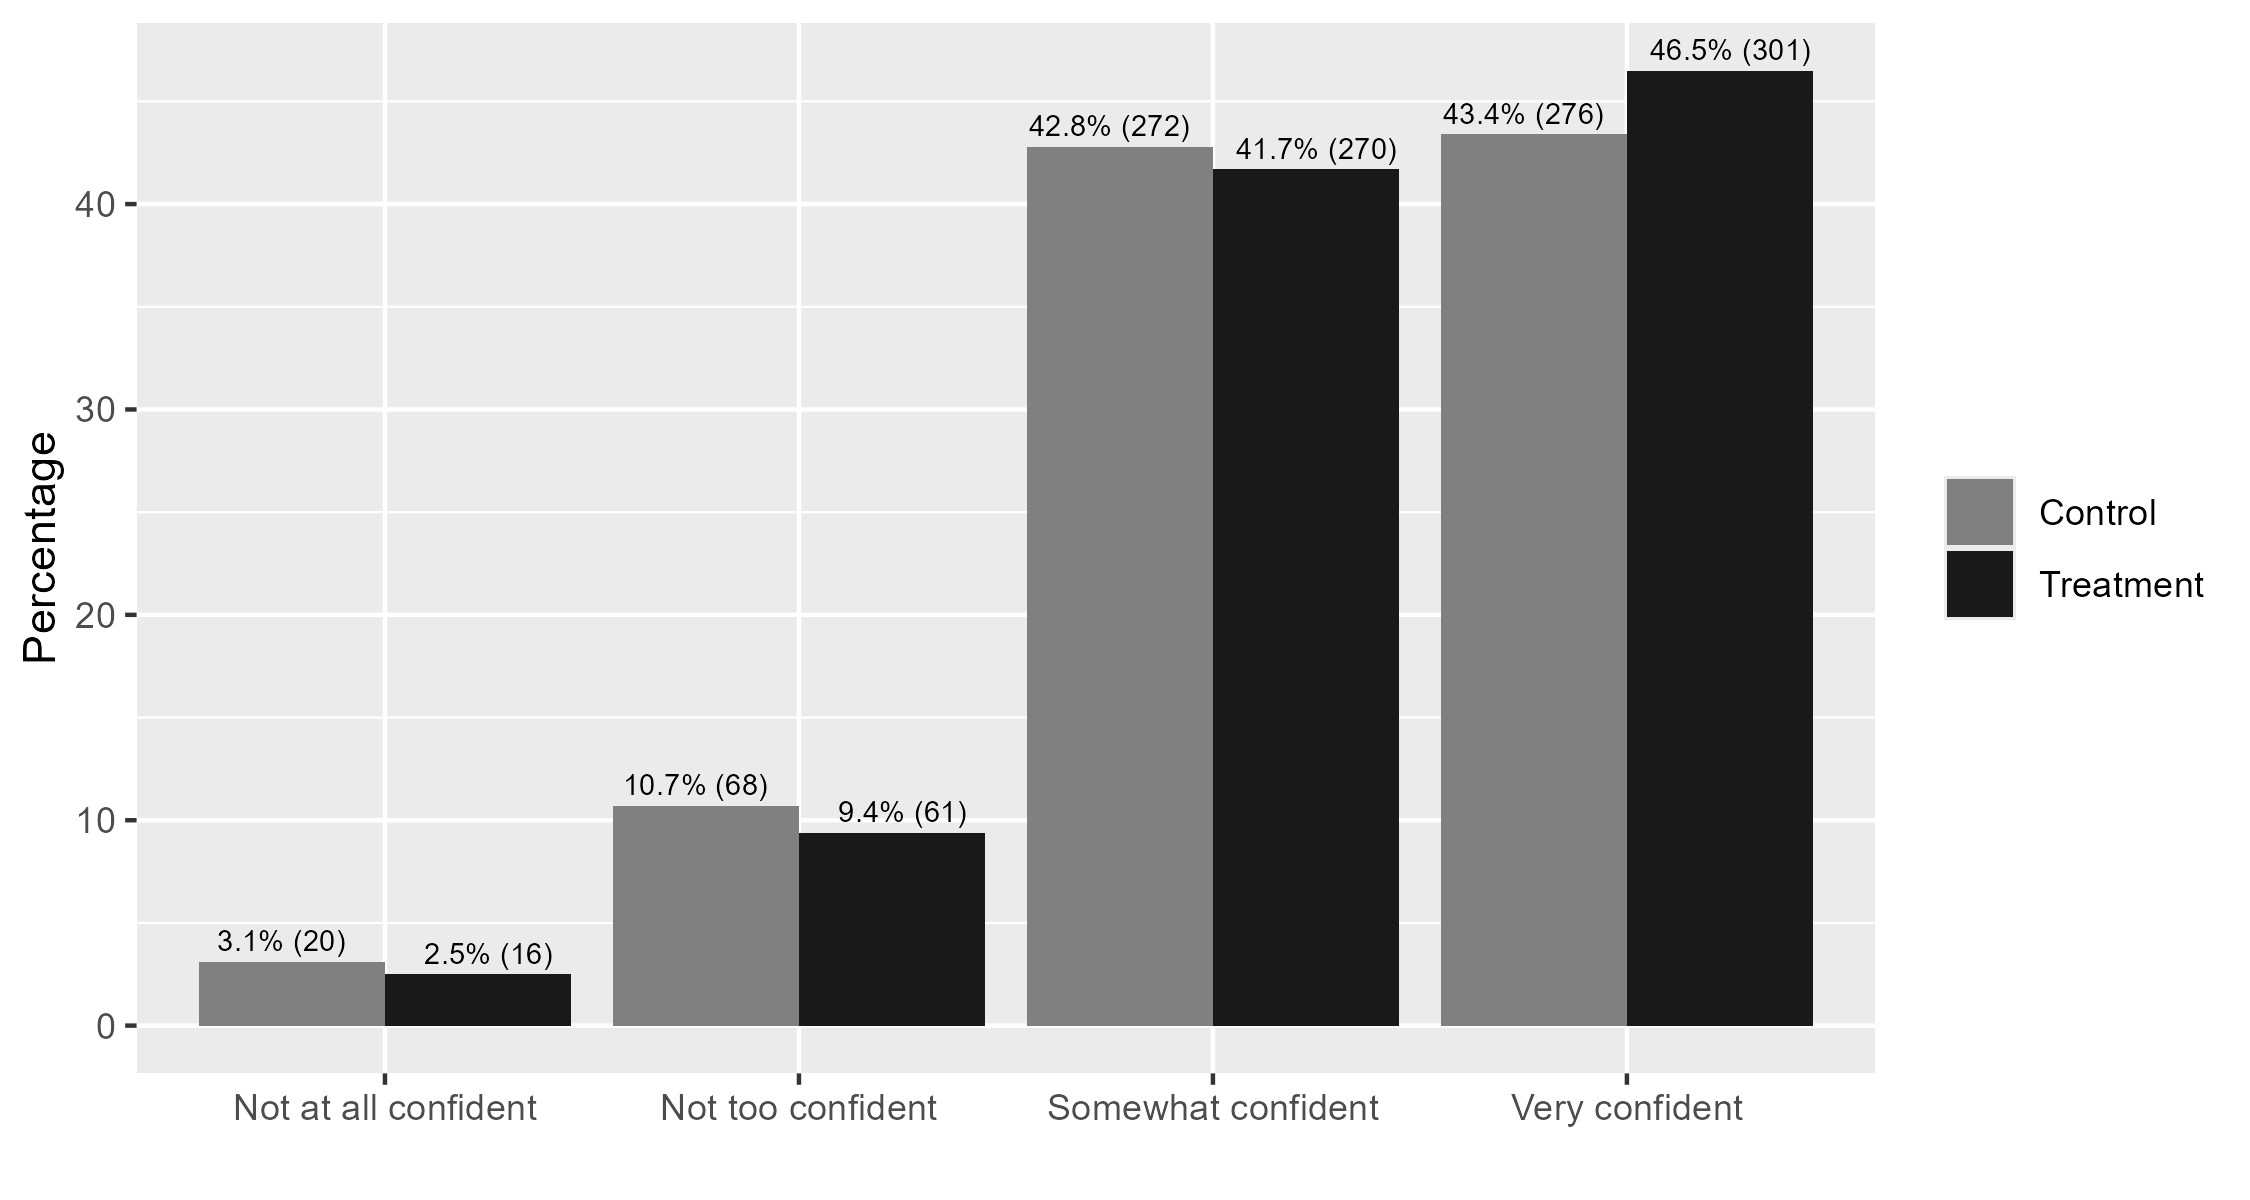 Percentage
40
30
20
10
0
3.1% (20)
2.5% (16)
10.7% (68)
9.4% (61)
42.8% (272)
41.7% (270)
43.4% (276)
46.5% (301)
Not at all confident
Not too confident
Somewhat confident
Very confident
Control
Treatment